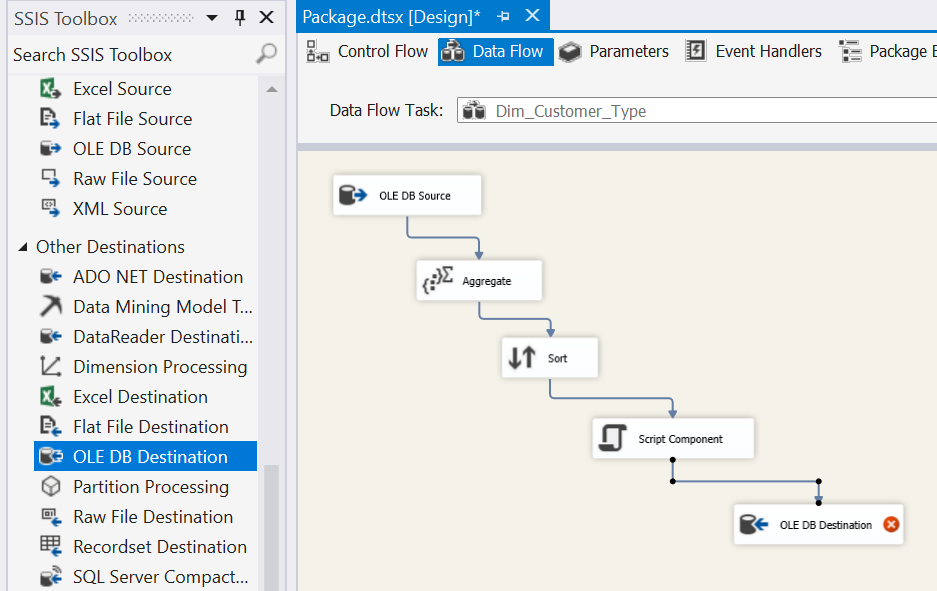 SSIS Toolbox
Search SSIS Toolbox
Excel Source
Flat File Source
OLE DB Source
Raw File Source
XML Source
Other Destinations
ADO NET Destination
Data Mining Model T...
DataReader Destinati...
Dimension Processing
Excel Destination
Flat File Destination
OLE DB Destination
Partition Processing
Raw File Destination
Recordset Destination
SQL Server Compact...
Package.dtsx [Design]*
Control Flow
Data Flow
Parameters
Event Handlers
Package E
Data Flow Task:
Dim_Customer_Type
OLE DB Source
Aggregate
Sort
Script Component
OLE DB Destination